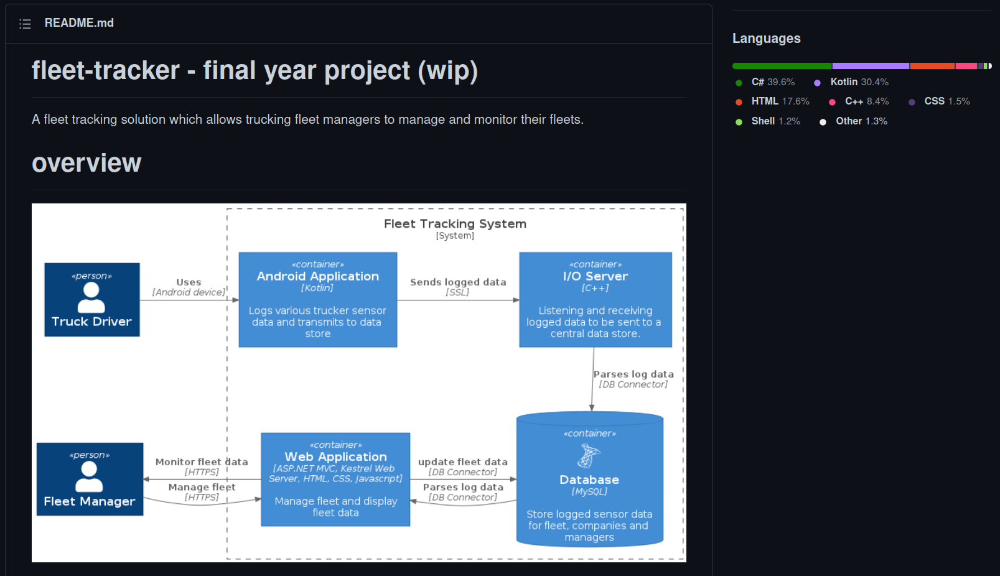 README.md
fleet-tracker - final year project (wip)
A fleet tracking solution which allows trucking fleet managers to manage and monitor their fleets.
overview
Fleet Tracking System
[System]
«person»
Truck Driver
Uses
[Android device]
«container»
Android Application
[Kotlin]
Logs various trucker sensor
data and transmits to data
store
Sends logged data
[SSL]
«container»
I/O Server
[C++]
Listening and receiving
logged data to be sent to a
central data store.
Parses log data
[DB Connector]
«person»
Fleet Manager
Monitor fleet data
[HTTPS]
Manage fleet
[HTTPS]
«container»
Web Application
[ASP.NET MVC, Kestrel Web
Server, HTML, CSS, Javascript]
Manage fleet and display
fleet data
update fleet data
[DB Connector]
Parses log data
[DB Connector]
«container»
Database
[MySQL]
Store logged sensor data
for fleet, companies and
managers
Languages
C# 39.6% Kotlin 30.4%
HTML 17.6% C++ 8.4% CSS 1.5%
Shell 1.2% Other 1.3%